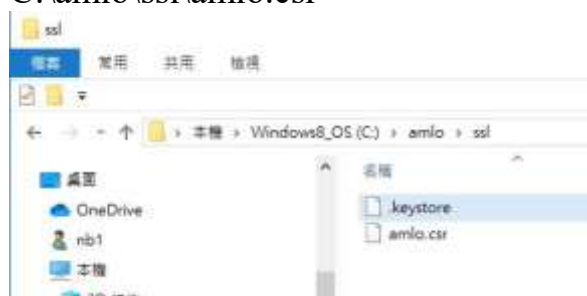 C:\amlo\ssl\amlo.csr
ssl
檔案 常用 共用 檢視
本機 > Windows8_OS (C:) > amlo > ssl
名稱
桌面
OneDrive
nb1
本機
.keystore
amlo.csr